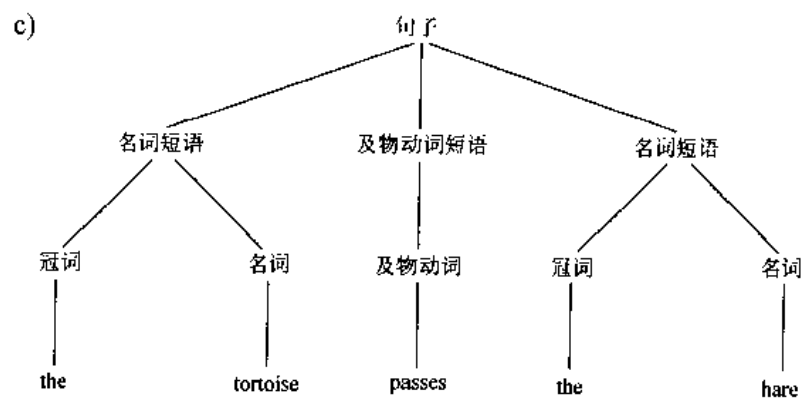 c)
句子
名词短语 及物动词短语 名词短语
冠词 名词 及物动词 冠词 名词
the tortoise passes the hare